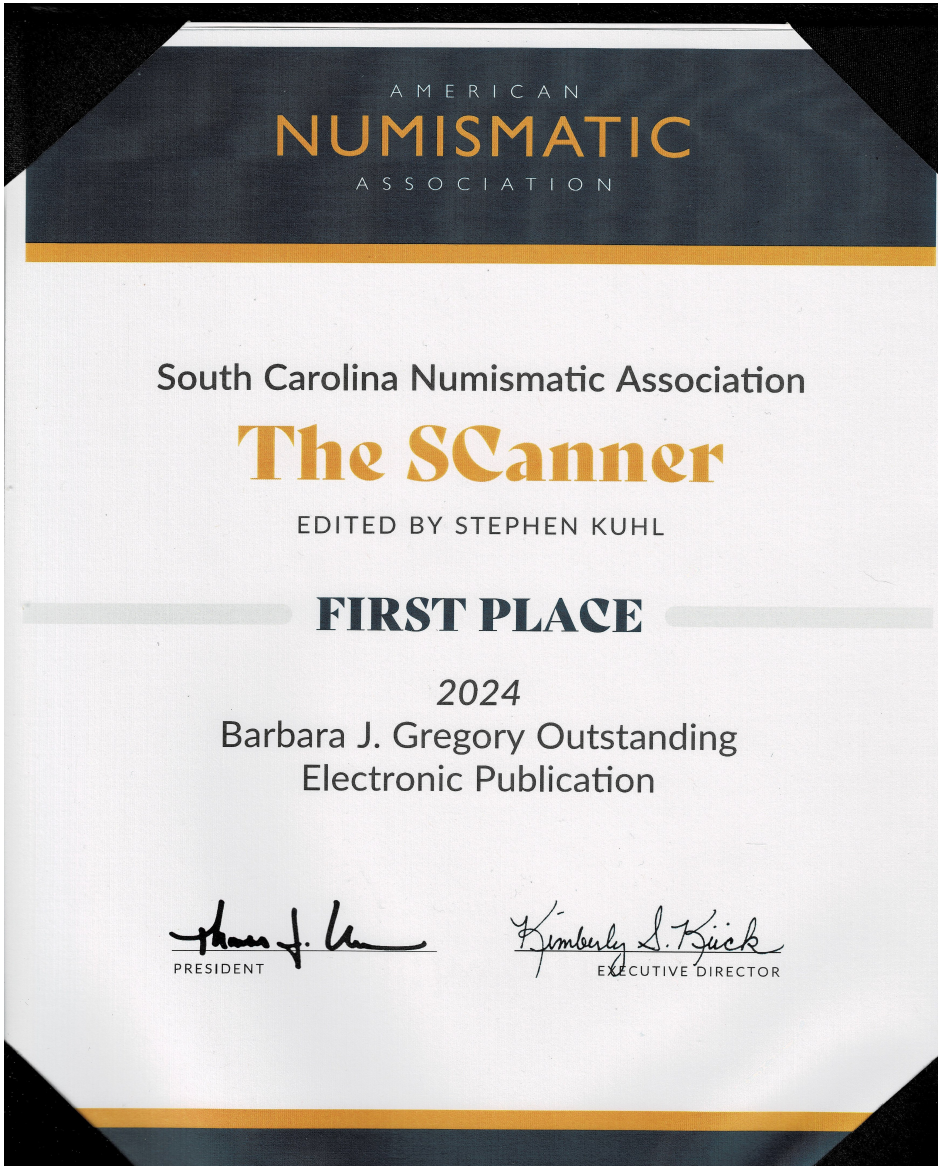 AMERICAN
NUMISMATIC
ASSOCIATION
South Carolina Numismatic Association
The SCanner
EDITED BY STEPHEN KUHL
FIRST PLACE
2024
Barbara J. Gregory Outstanding
Electronic Publication
Thomas J.
Kimberly S. Kiick
PRESIDENT
EXECUTIVE DIRECTOR